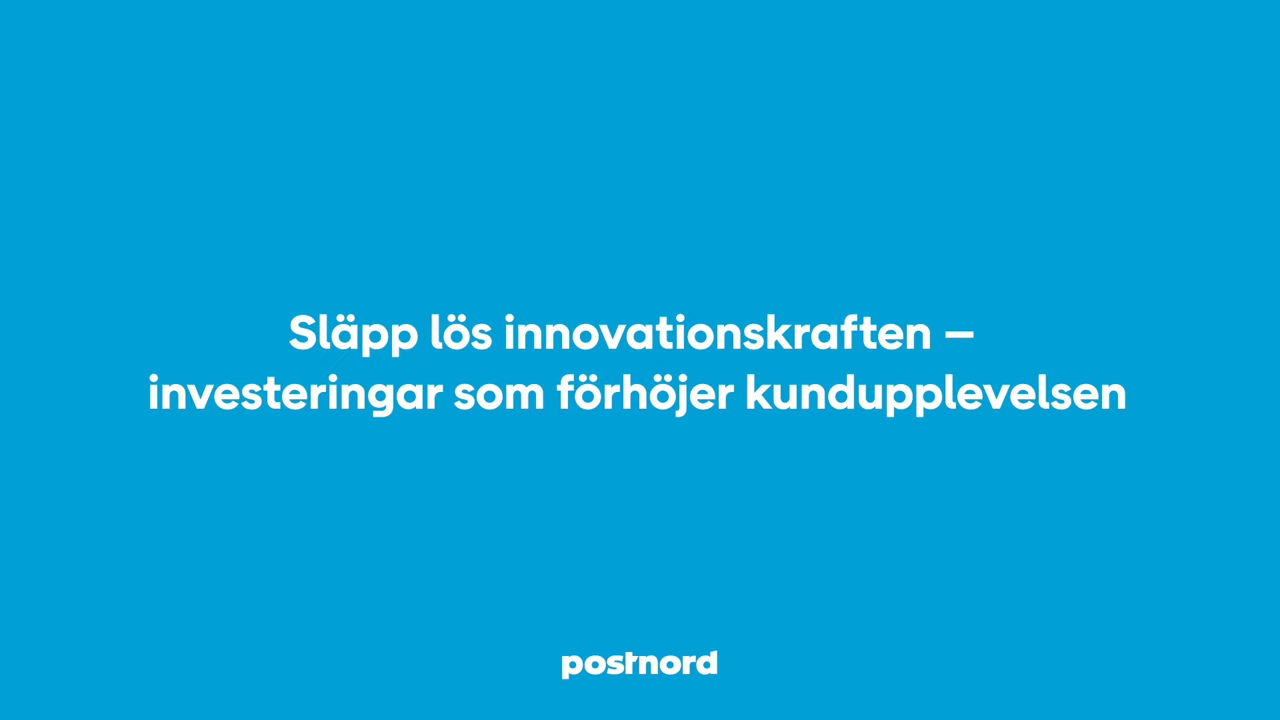 Släpp lös innovationskraften –
investeringar som förhöjer kundupplevelsen
postnord